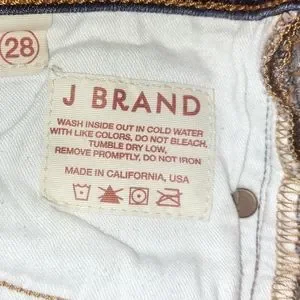 28
J BRAND
WASH INSIDE OUT IN COLD WATER
WITH LIKE COLORS, DO NOT BLEACH.
TUMBLE DRY LOW,
REMOVE PROMPTLY, DO NOT IRON
MADE IN CALIFORNIA, USA